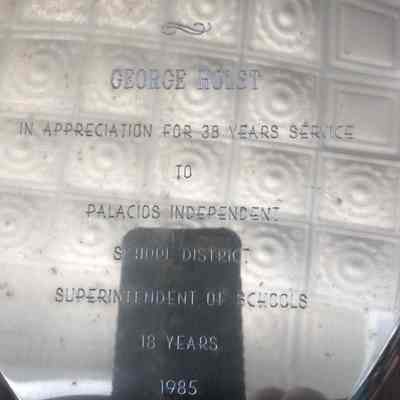 GEORGE HOLST
IN APPRECIATION FOR 38 YEARS SERVICE
TO
PALACIOS INDEPENDENT
SCHOOL DISTRICT
SUPERINTENDENT OF SCHOOLS
18 YEARS
1985